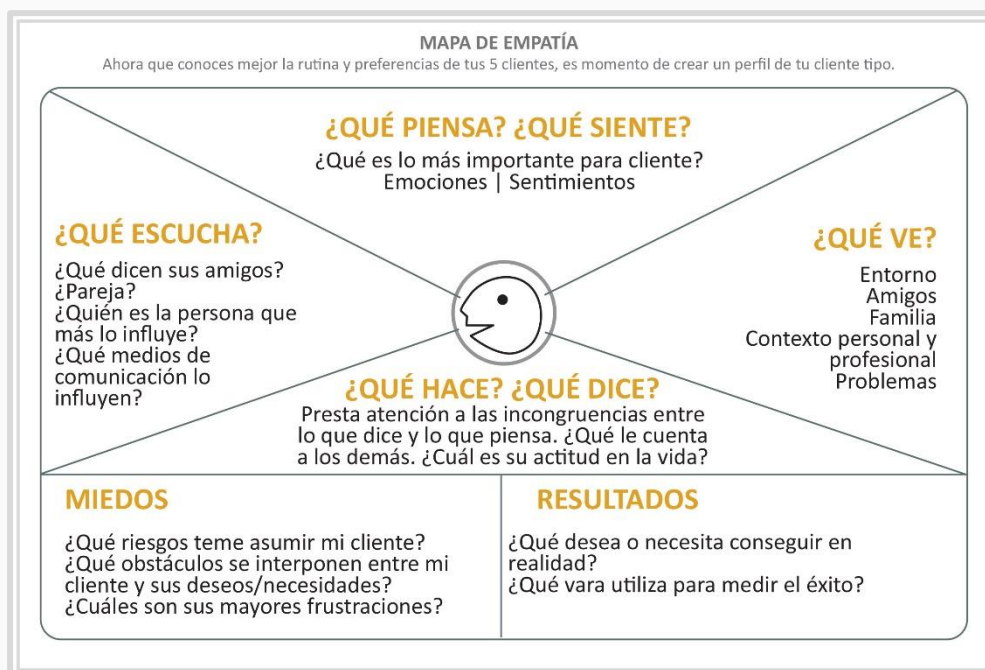 MAPA DE EMPATÍA
Ahora que conoces mejor la rutina y preferencias de tus 5 clientes, es momento de crear un perfil de tu cliente tipo.
¿QUÉ PIENSA? ¿QUÉ SIENTE?
¿Qué es lo más importante para cliente?
Emociones | Sentimientos
¿QUÉ ESCUCHA?
¿Qué dicen sus amigos?
¿Pareja?
¿Quién es la persona que
más lo influye?
¿Qué medios de
comunicación lo
influyen?
¿QUÉ VE?
Entorno
Amigos
Familia
Contexto personal y
profesional
Problemas
¿QUÉ HACE? ¿QUÉ DICE?
Presta atención a las incongruencias entre
lo que dice y lo que piensa. ¿Qué le cuenta
a los demás. ¿Cuál es su actitud en la vida?
MIEDOS
¿Qué riesgos teme asumir mi cliente?
¿Qué obstáculos se interponen entre mi
cliente y sus deseos/necesidades?
¿Cuáles son sus mayores frustraciones?
RESULTADOS
¿Qué desea o necesita conseguir en
realidad?
¿Qué vara utiliza para medir el éxito?